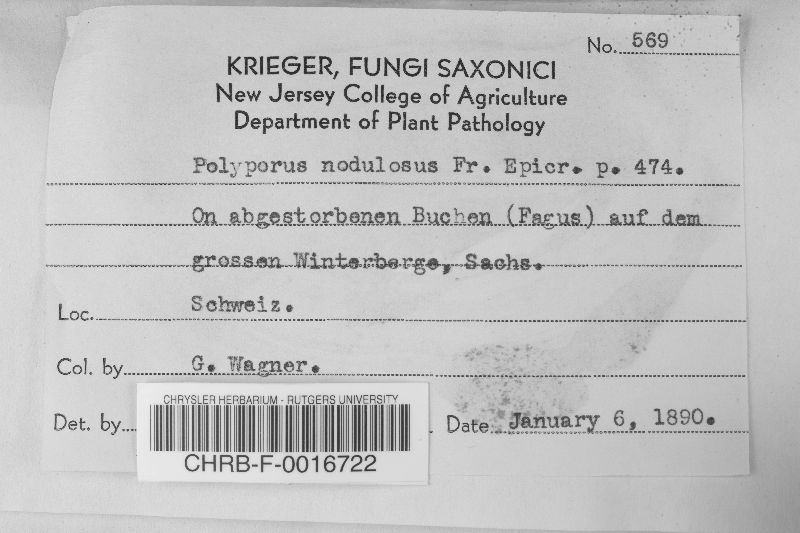 No. 569
KRIEGER, FUNGI SAXONICI
New Jersey College of Agriculture
Department of Plant Pathology
Polyporus nodulosus Fr. Epicr. p. 474.
On abgestorbenen Buchen (Fagus) auf dem
grossen Winterberge, Sachs.
Loc. Schweiz.
Col. by G. Wagner.
Det. by Date January 6, 1890.
CHRYSLER HERBARIUM - RUTGERS UNIVERSITY
CHRB-F-0016722